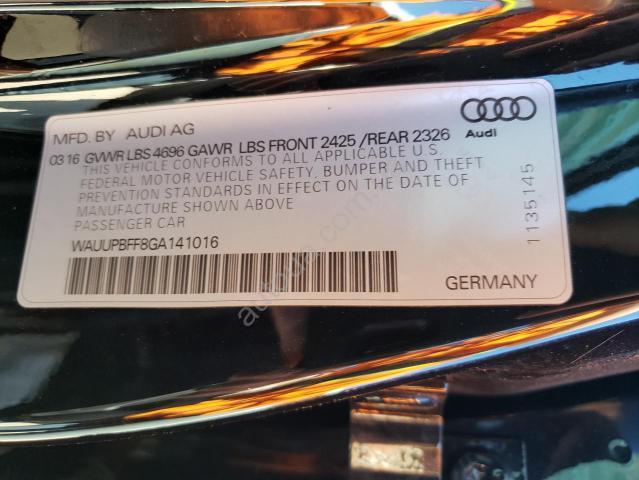 MFD. BY AUDI AG
03 16 GVWR LBS 4696 GAWR LBS FRONT 2425 / REAR 2326
THIS VEHICLE CONFORMS TO ALL APPLICABLE U.S.
FEDERAL MOTOR VEHICLE SAFETY, BUMPER AND THEFT
PREVENTION STANDARDS IN EFFECT ON THE DATE OF
MANUFACTURE SHOWN ABOVE
PASSENGER CAR
WAUUPBFF8GA141016
Audi
1135145
GERMANY